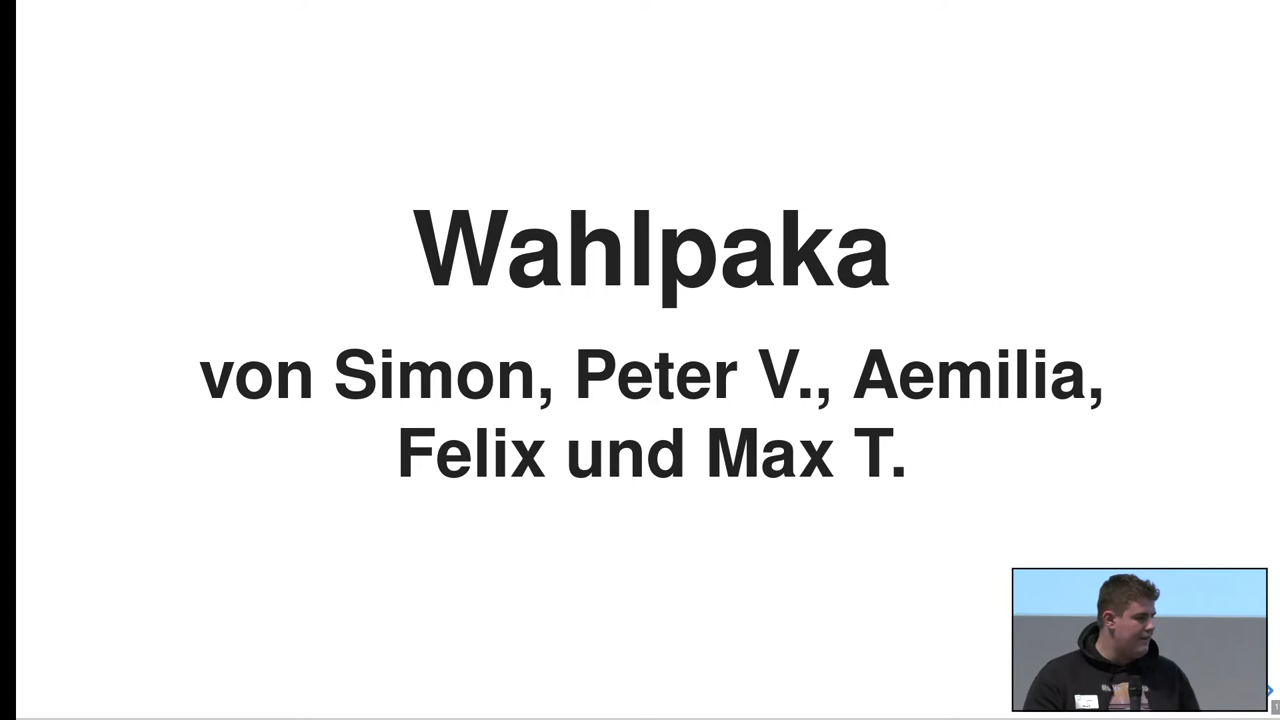 Wahlpaka
von Simon, Peter V., Aemilia,
Felix und Max T.